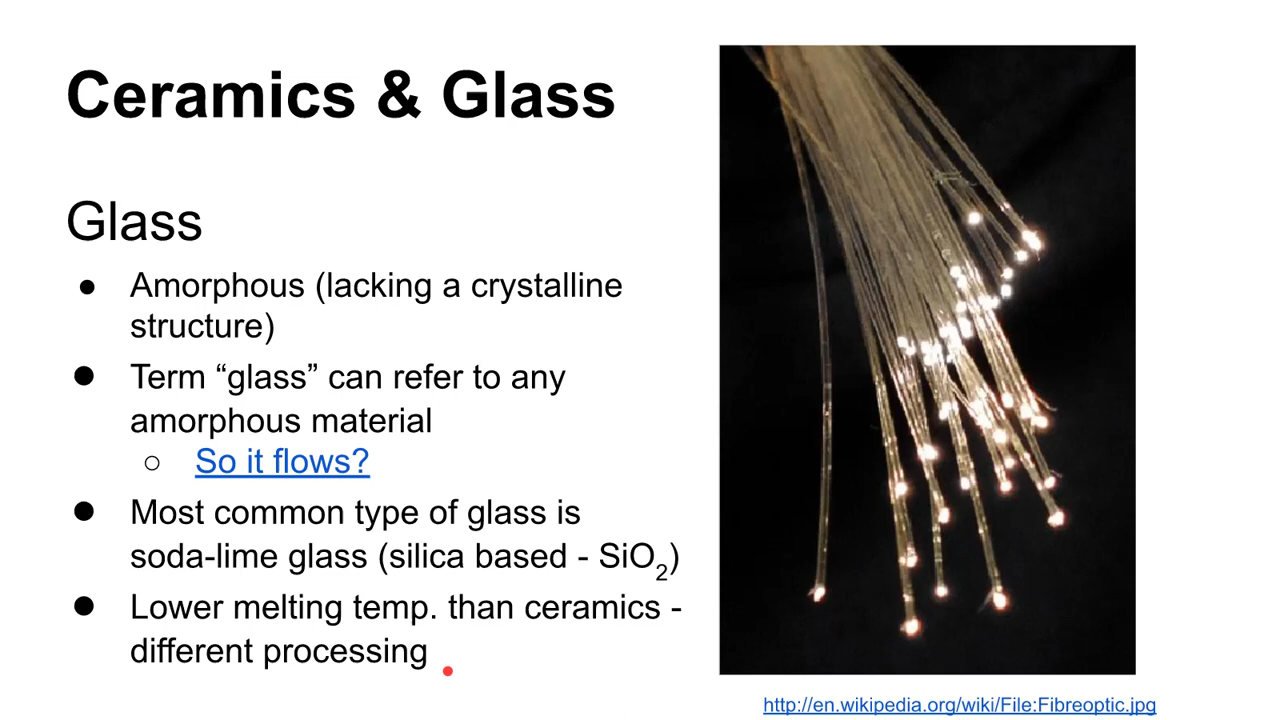 Ceramics & Glass
Glass
● Amorphous (lacking a crystalline
structure)
● Term “glass” can refer to any
amorphous material
○ So it flows?
● Most common type of glass is
soda-lime glass (silica based - SiO₂)
● Lower melting temp. than ceramics -
different processing
http://en.wikipedia.org/wiki/File:Fibreoptic.jpg